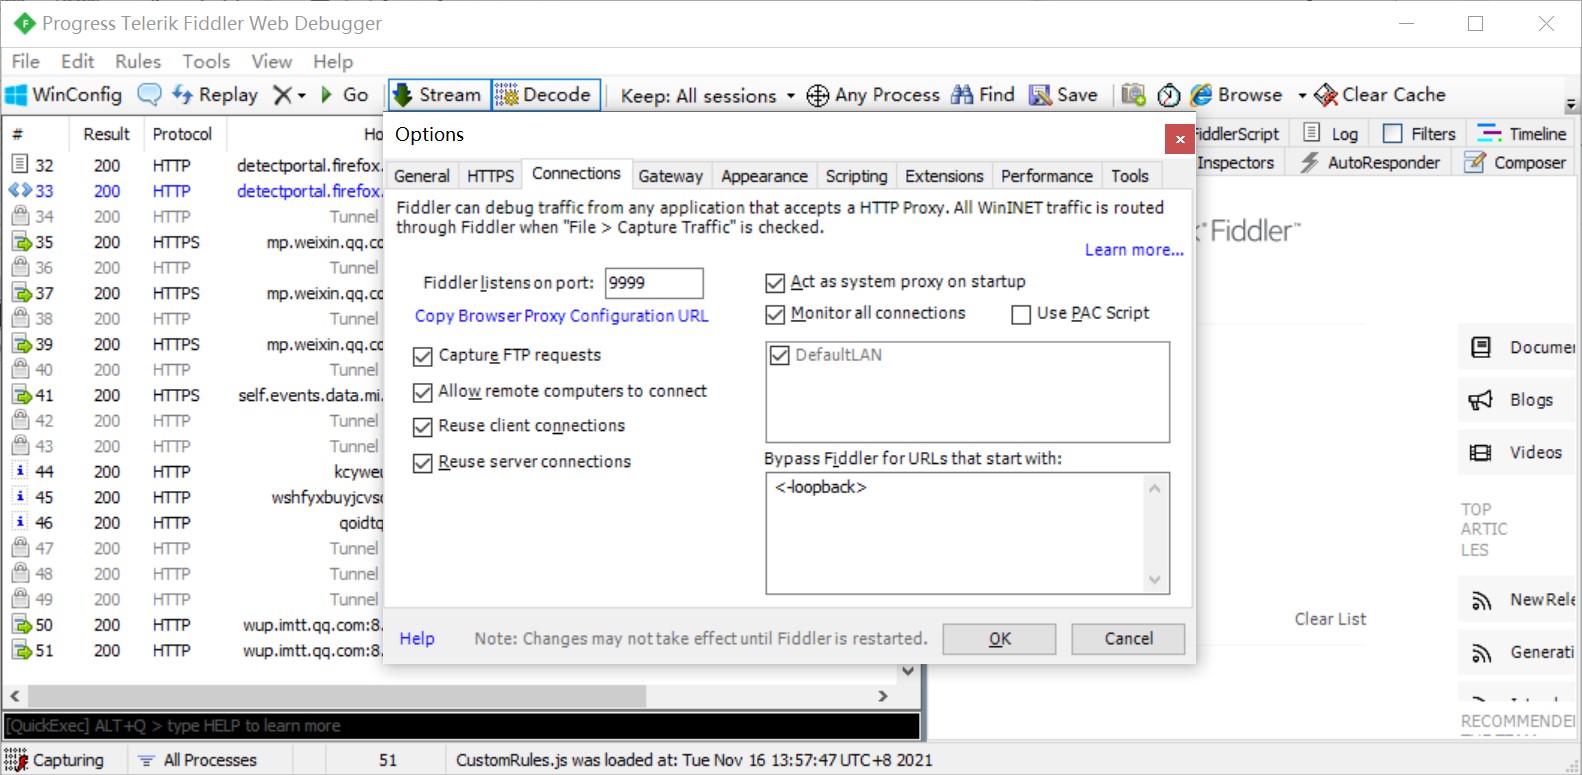 Progress Telerik Fiddler Web Debugger
File Edit Rules Tools View Help
WinConfig Replay Go Stream Decode Keep: All sessions Any Process Find Save Browse Clear Cache
# Result Protocol Ho
FiddlerScript Log Filters Timeline
Inspectors AutoResponder Composer
32 200 HTTP detectportal.firefox.
33 200 HTTP detectportal.firefox.
34 200 HTTP Tunnel
35 200 HTTPS mp.weixin.qq.co
36 200 HTTP Tunnel
37 200 HTTPS mp.weixin.qq.co
38 200 HTTP Tunnel
39 200 HTTPS mp.weixin.qq.co
40 200 HTTP Tunnel
41 200 HTTPS self.events.data.mi.
42 200 HTTP Tunnel
43 200 HTTP Tunnel
44 200 HTTP kcyweu
45 200 HTTP wshfyxbuyjcvsc
46 200 HTTP qoidtq
47 200 HTTP Tunnel
48 200 HTTP Tunnel
49 200 HTTP Tunnel
50 200 HTTP wup.imtt.qq.com:8.
51 200 HTTP wup.imtt.qq.com:8.
Options
General HTTPS Connections Gateway Appearance Scripting Extensions Performance Tools
Fiddler can debug traffic from any application that accepts a HTTP Proxy. All WinINET traffic is routed
through Fiddler when "File > Capture Traffic" is checked.
Learn more...
Fiddler listens on port: 9999
Copy Browser Proxy Configuration URL
Capture FTP requests
Allow remote computers to connect
Reuse client connections
Reuse server connections
Act as system proxy on startup
Monitor all connections Use PAC Script
DefaultLAN
Bypass Fiddler for URLs that start with:
<-loopback>
Help Note: Changes may not take effect until Fiddler is restarted. OK Cancel
k® Fiddler™
Documen
Blogs
Videos
TOP
ARTIC
LES
New Rele
Clear List
Generati
RECOMMENDE
[QuickExec] ALT+Q > type HELP to learn more
Capturing All Processes 51 CustomRules.js was loaded at: Tue Nov 16 13:57:47 UTC+8 2021